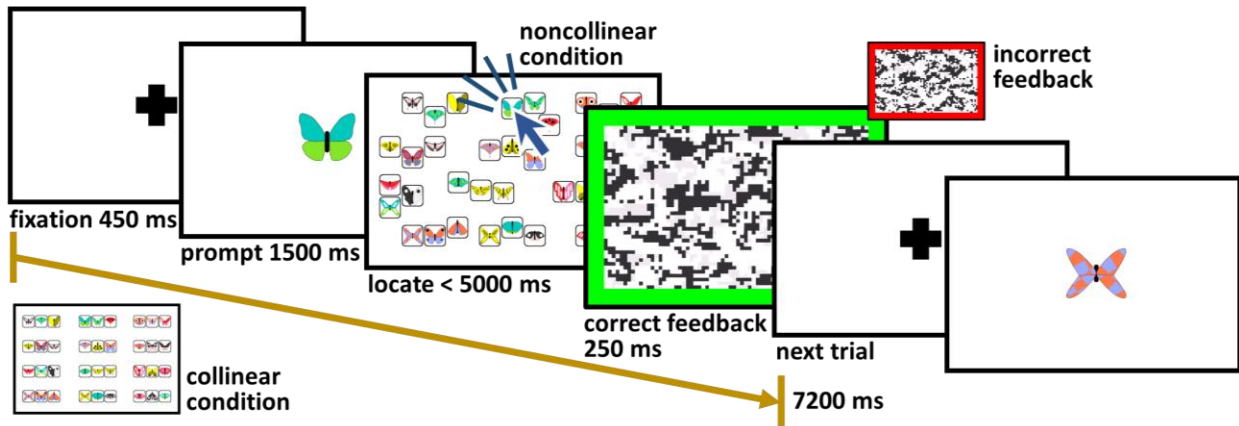 noncollinear
condition
incorrect
feedback
fixation 450 ms
prompt 1500 ms
locate < 5000 ms
correct feedback
250 ms
next trial
7200 ms
collinear
condition